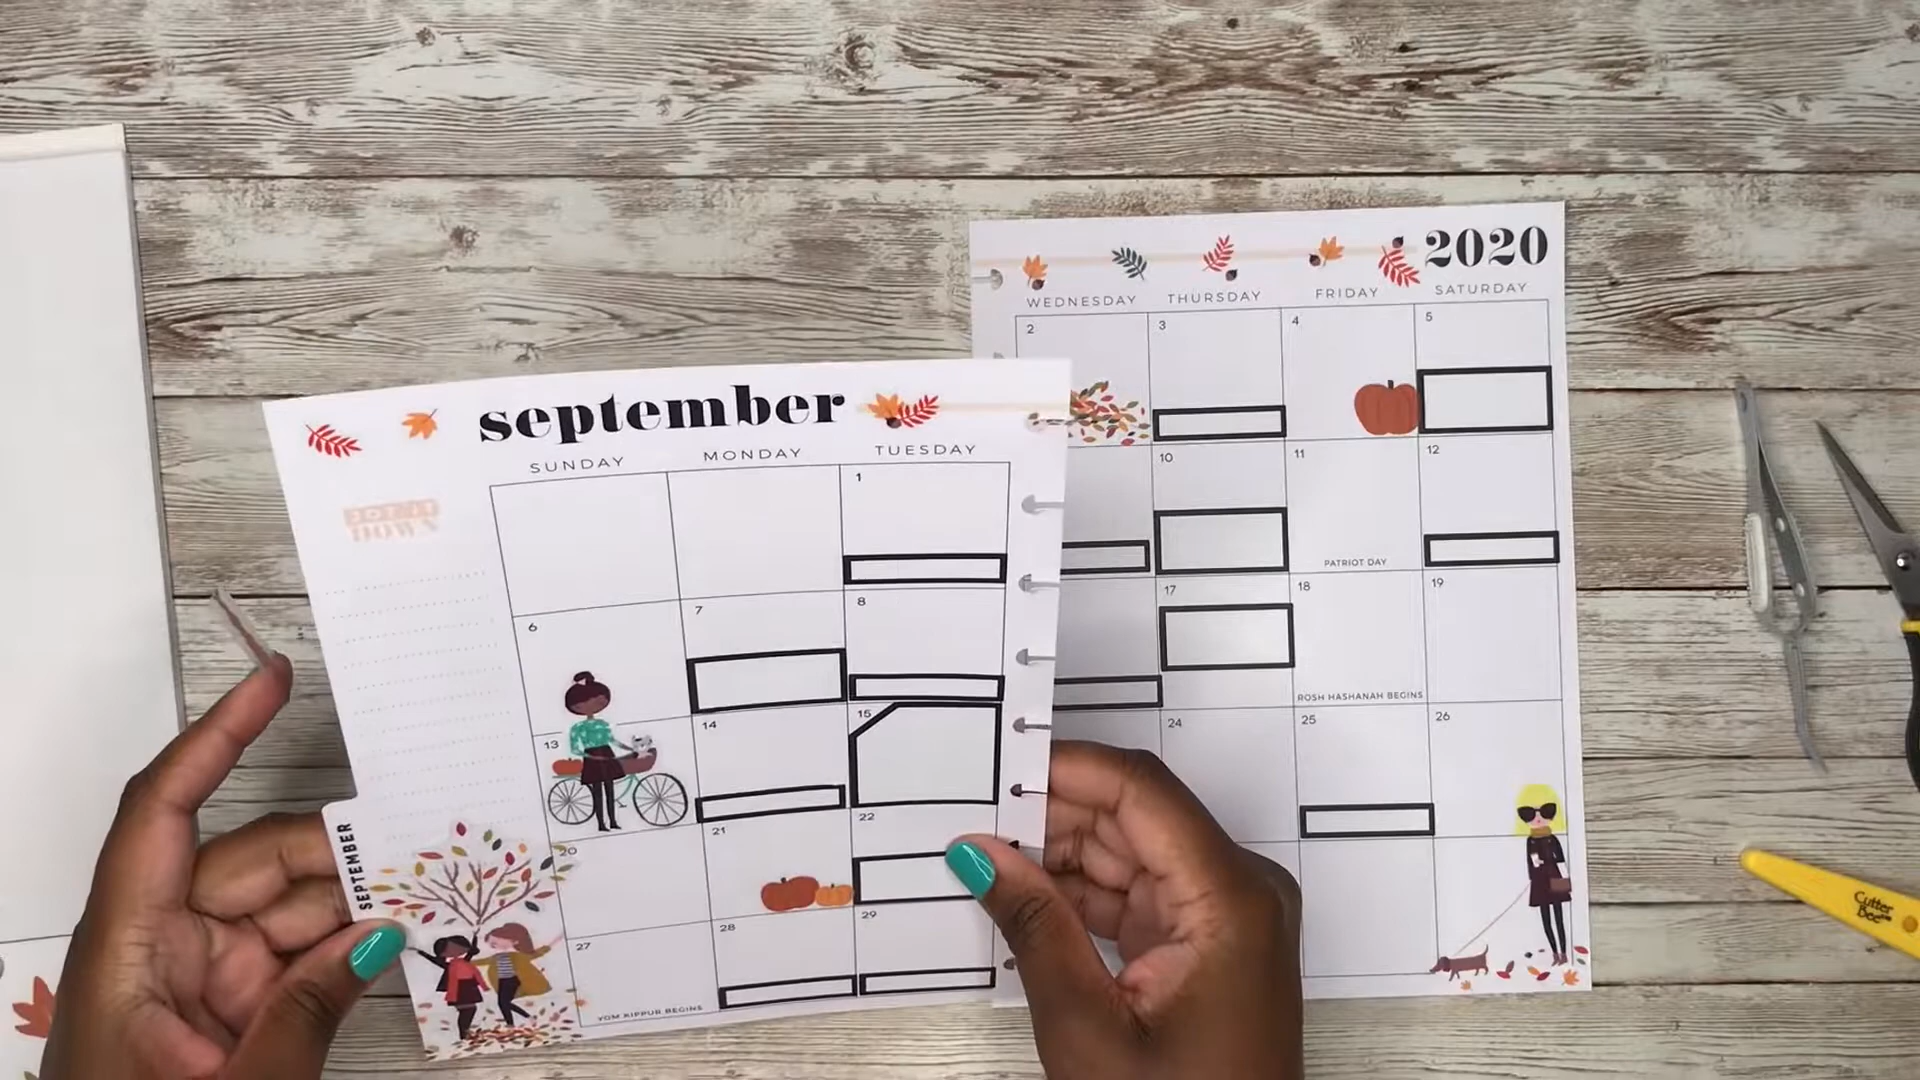 september
SUNDAY MONDAY TUESDAY
1
6 7 8
13 14 15
20 21 22
27 28 29
YOM KIPPUR BEGINS
SEPTEMBER
2020
WEDNESDAY THURSDAY FRIDAY SATURDAY
2 3 4 5
10 11 12
PATRIOT DAY
17 18 19
ROSH HASHANAH BEGINS
24 25 26
Cutter
Bee